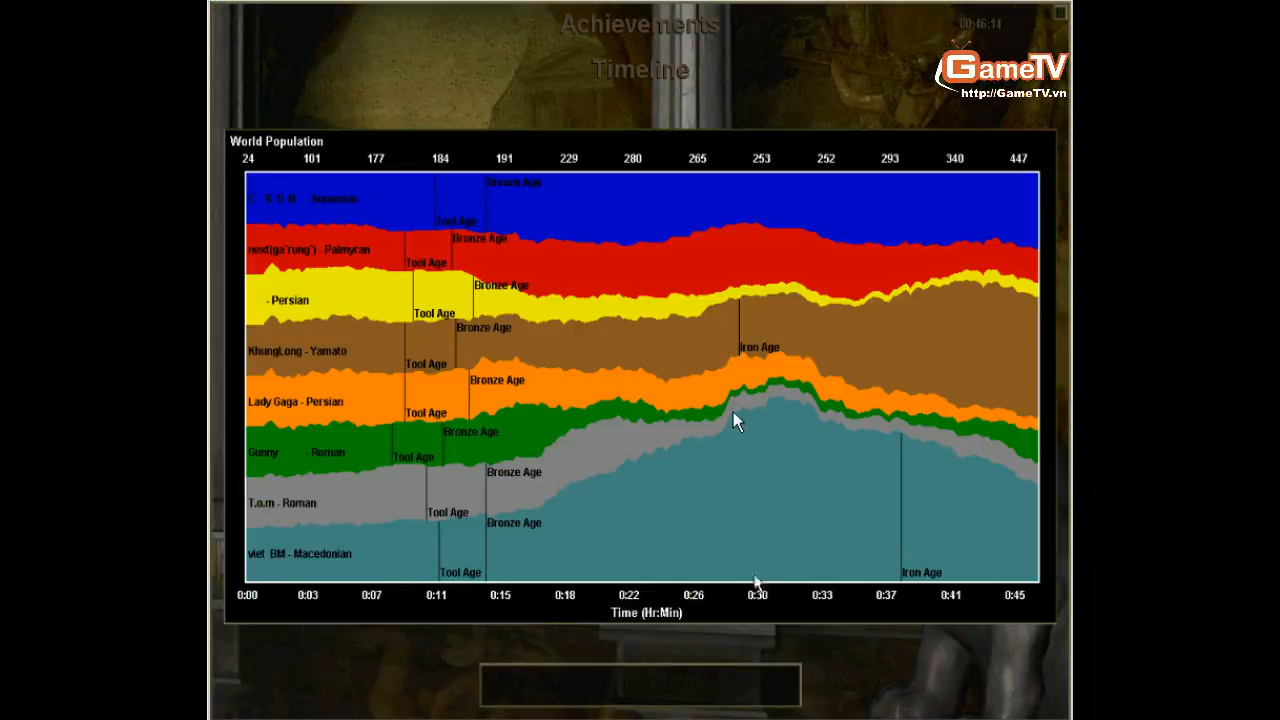 Achievements
00:46:14
Timeline
GameTV
http://GameTV.vn
World Population
24 101 177 184 191 229 280 265 253 252 293 340 447
Bronze Age
S O N - Sumerian
Tool Age
Bronze Age
next(ga`rung`) - Palmyran
Tool Age
Bronze Age
- Persian
Tool Age
Bronze Age
KhungLong - Yamato
Iron Age
Tool Age
Bronze Age
Lady Gaga - Persian
Tool Age
Bronze Age
Gunny - Roman
Tool Age
Bronze Age
T.o.m - Roman
Tool Age
Bronze Age
viet BM - Macedonian
Tool Age
Iron Age
0:00 0:03 0:07 0:11 0:15 0:18 0:22 0:26 0:30 0:33 0:37 0:41 0:45
Time (Hr:Min)